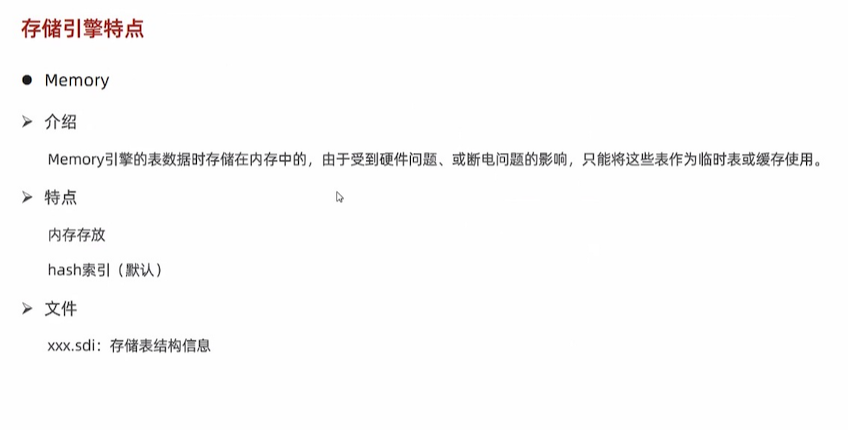 存储引擎特点
Memory
介绍
Memory引擎的表数据时存储在内存中的，由于受到硬件问题、或断电问题的影响，只能将这些表作为临时表或缓存使用。
特点
内存存放
hash索引（默认）
文件
xxx.sdi：存储表结构信息